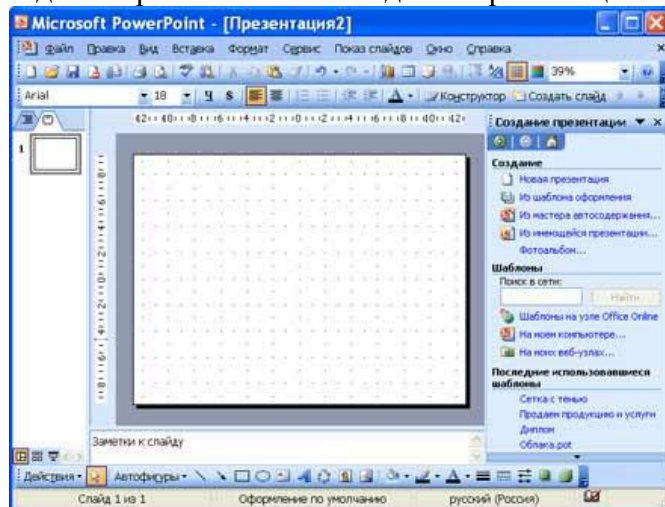 Microsoft PowerPoint - [Презентация2]
Файл Правка Вид Вставка Формат Сервис Показ слайдов Окно Справка
39%
Arial 18 Ч Конструктор Создать слайд
Создание презентации
1
Создание
Новая презентация
Из шаблона оформления
Из мастера автосодержания...
Из имеющейся презентации...
Фотоальбом...
Шаблоны
Поиск в сети:
Найти
Шаблоны на узле Office Online
На моем компьютере...
На моих веб-узлах...
Последние использовавшиеся
шаблоны
Сетка с тенью
Продаем продукцию и услуги
Диплом
Облака.pot
Заметки к слайду
Действия Автофигуры
Слайд 1 из 1 Оформление по умолчанию русский (Россия)